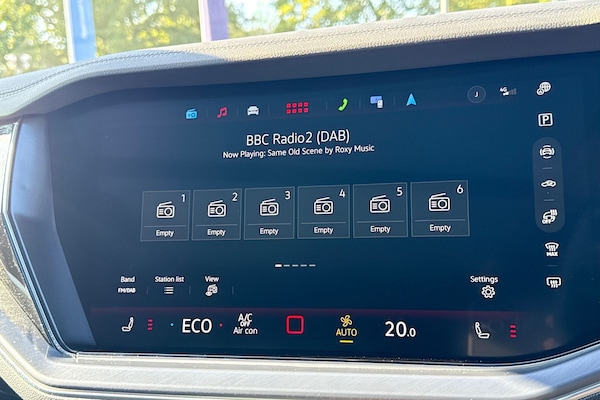 J 4G
BBC Radio2 (DAB)
Now Playing: Same Old Scene by Roxy Music
P
1 2 3 4 5 6
Empty Empty Empty Empty Empty Empty
OFF
MAX
Band Station list View Settings
FM/DAB
ECO A/C OFF Air con AUTO 20.0